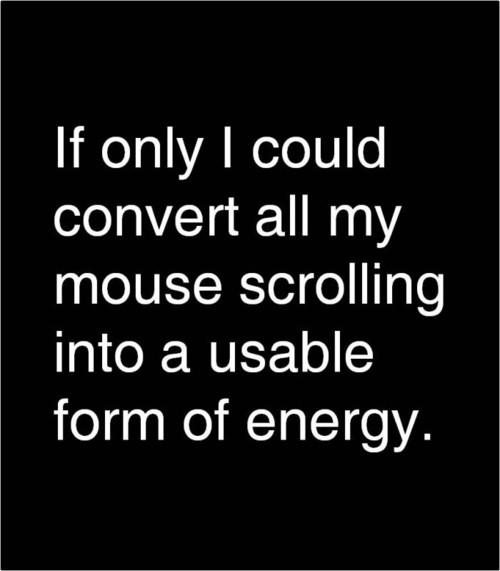 If only I could
convert all my
mouse scrolling
into a usable
form of energy.